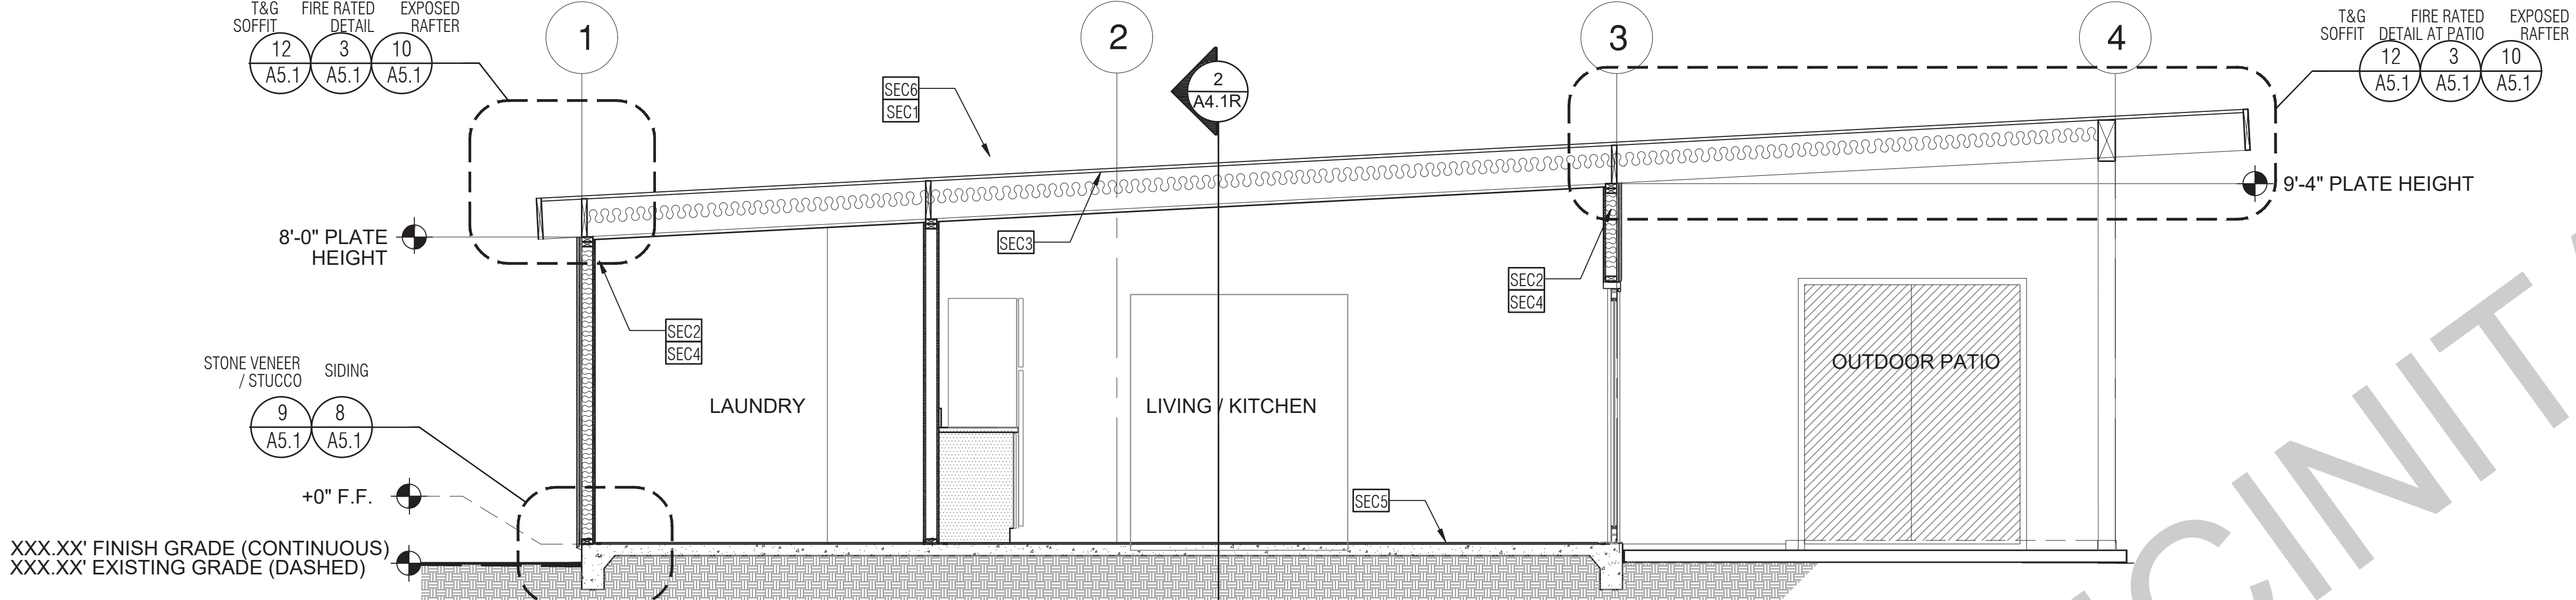 T&G SOFFIT
FIRE RATED DETAIL
EXPOSED RAFTER
12 A5.1
3 A5.1
10 A5.1
1
2
2 A4.1R
3
4
T&G SOFFIT
FIRE RATED DETAIL AT PATIO
EXPOSED RAFTER
12 A5.1
3 A5.1
10 A5.1
SEC6
SEC1
9'-4" PLATE HEIGHT
8'-0" PLATE
HEIGHT
SEC3
SEC2
SEC4
SEC2
SEC4
STONE VENEER
/ STUCCO
SIDING
9 A5.1
8 A5.1
LAUNDRY
LIVING / KITCHEN
OUTDOOR PATIO
+0" F.F.
SEC5
XXX.XX' FINISH GRADE (CONTINUOUS)
XXX.XX' EXISTING GRADE (DASHED)